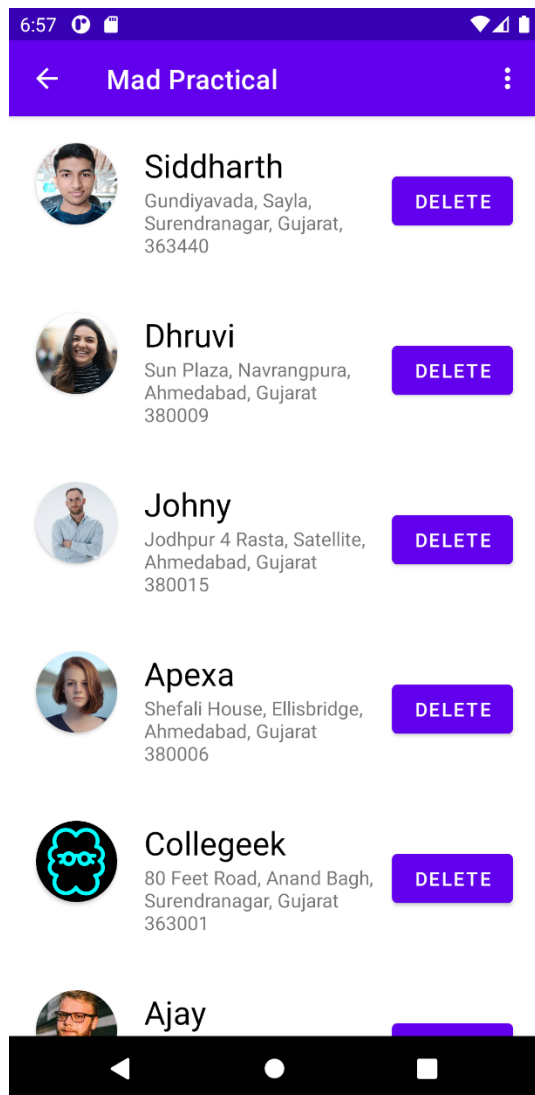 6:57
Mad Practical
Siddharth
Gundiyavada, Sayla,
Surendranagar, Gujarat,
363440
DELETE
Dhruvi
Sun Plaza, Navrangpura,
Ahmedabad, Gujarat
380009
DELETE
Johny
Jodhpur 4 Rasta, Satellite,
Ahmedabad, Gujarat
380015
DELETE
Apexa
Shefali House, Ellisbridge,
Ahmedabad, Gujarat
380006
DELETE
Collegeek
80 Feet Road, Anand Bagh,
Surendranagar, Gujarat
363001
DELETE
Ajay